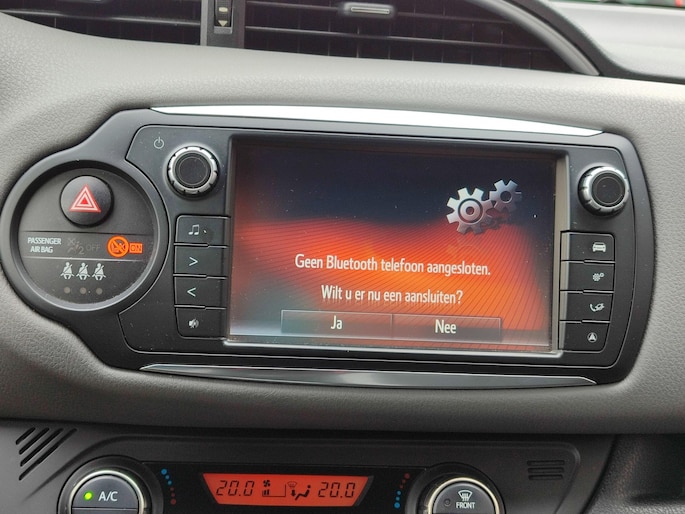 PASSENGER
AIR BAG
OFF
Geen Bluetooth telefoon aangesloten.
Wilt u er nu een aansluiten?
Ja
Nee
A/C
20.0
20.0
FRONT